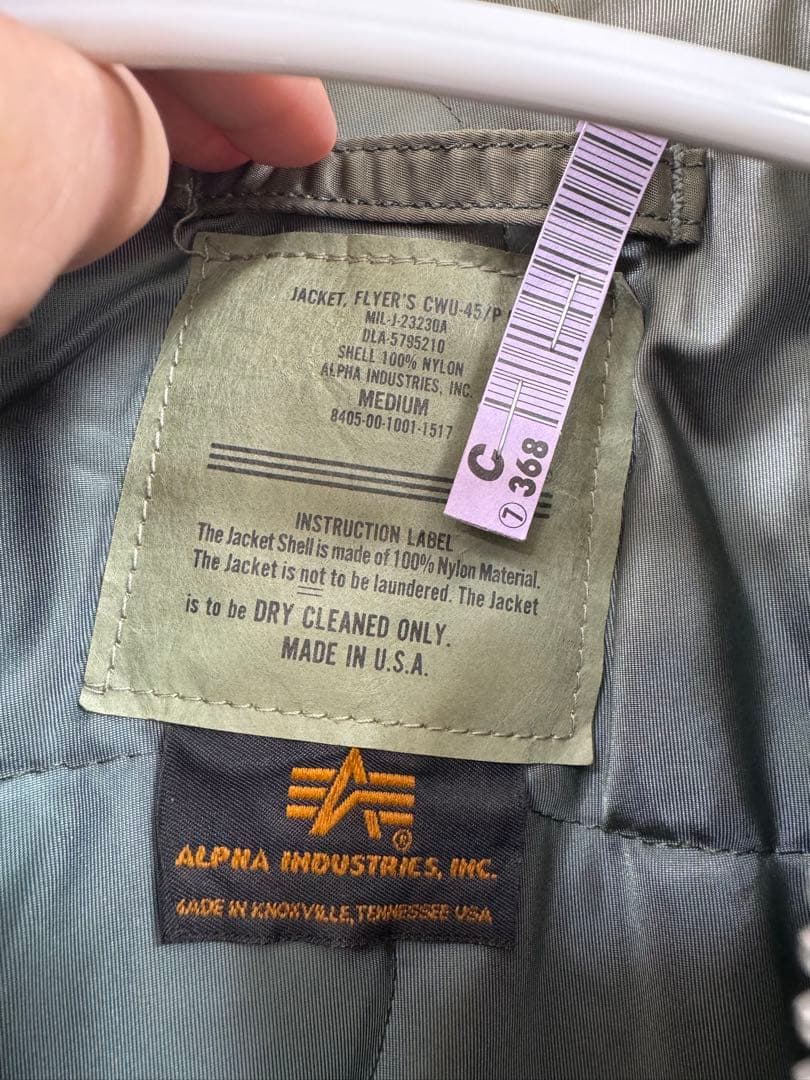 JACKET, FLYER'S CWU-45/P
MIL-J-23230A
DLA-5795210
SHELL 100% NYLON
ALPHA INDUSTRIES, INC.
MEDIUM
8405-00-1001-1517
C
⑦ 368
INSTRUCTION LABEL
The Jacket Shell is made of 100% Nylon Material.
The Jacket is not to be laundered. The Jacket
is to be DRY CLEANED ONLY.
MADE IN U.S.A.
ALPHA INDUSTRIES, INC.
MADE IN KNOXVILLE, TENNESSEE USA